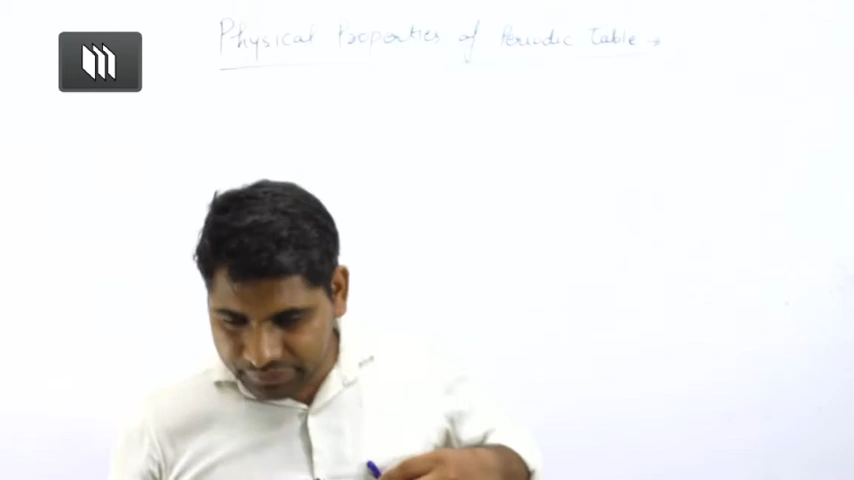 Physical Properties of Periodic Table →